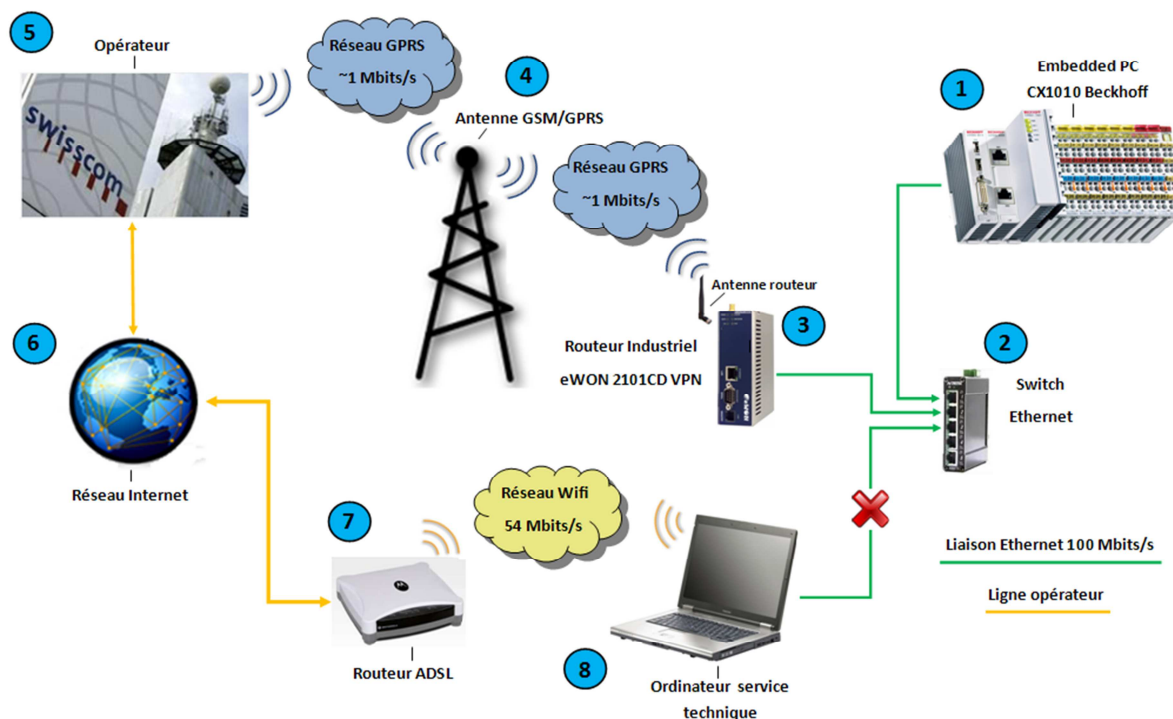 5
Opérateur
swisscom
Réseau GPRS
~1 Mbits/s
4
Antenne GSM/GPRS
Réseau GPRS
~1 Mbits/s
1
Embedded PC
CX1010 Beckhoff
Antenne routeur
3
Routeur Industriel
eWON 2101CD VPN
2
Switch
Ethernet
6
Réseau Internet
7
Réseau Wifi
54 Mbits/s
Routeur ADSL
8
Ordinateur service
technique
Liaison Ethernet 100 Mbits/s
Ligne opérateur